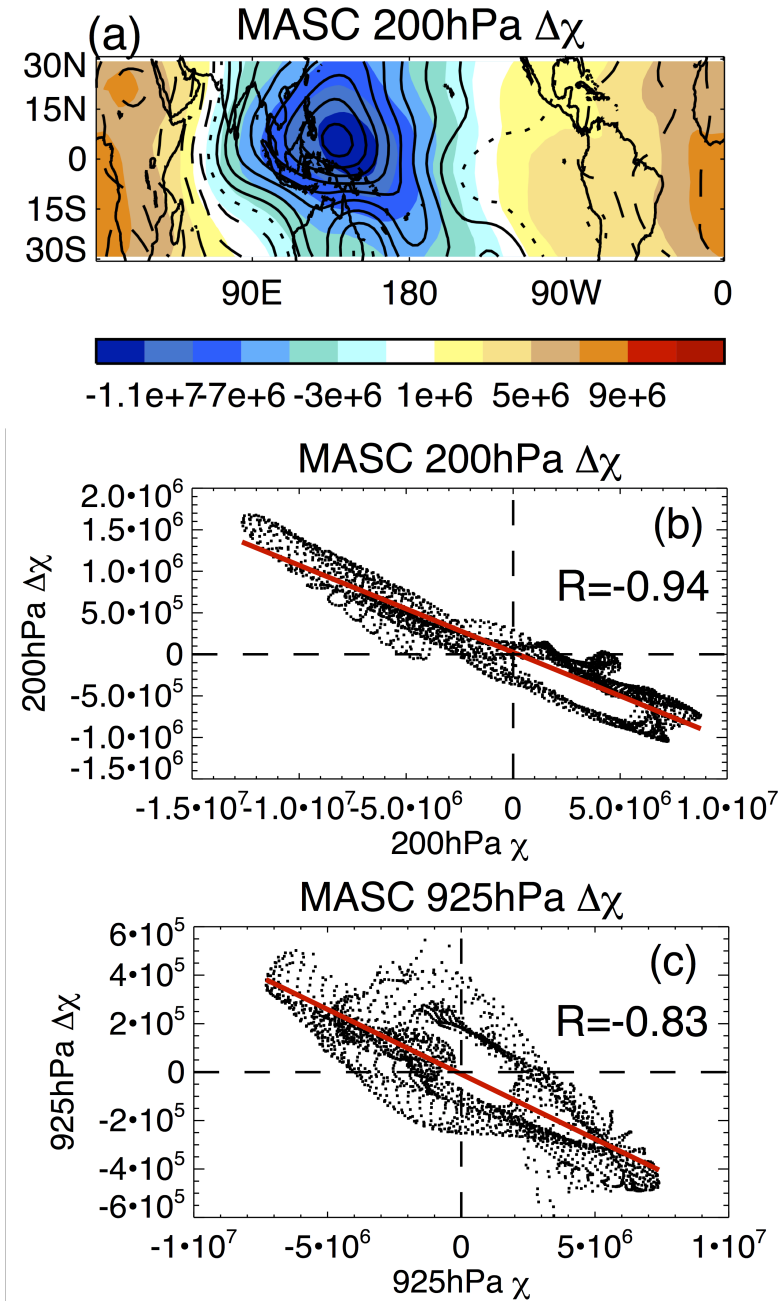 (a) MASC 200hPa Δχ
30N
15N
0
15S
30S
90E 180 90W 0
-1.1e+7 -7e+6 -3e+6 1e+6 5e+6 9e+6
MASC 200hPa Δχ
2.0•10⁶
1.5•10⁶
1.0•10⁶
5.0•10⁵
0
-5.0•10⁵
-1.0•10⁶
-1.5•10⁶
200hPa Δχ
(b)
R=-0.94
-1.5•10⁷ -1.0•10⁷ -5.0•10⁶ 0 5.0•10⁶ 1.0•10⁷
200hPa χ
MASC 925hPa Δχ
6•10⁵
4•10⁵
2•10⁵
0
-2•10⁵
-4•10⁵
-6•10⁵
925hPa Δχ
(c)
R=-0.83
-1•10⁷ -5•10⁶ 0 5•10⁶ 1•10⁷
925hPa χ